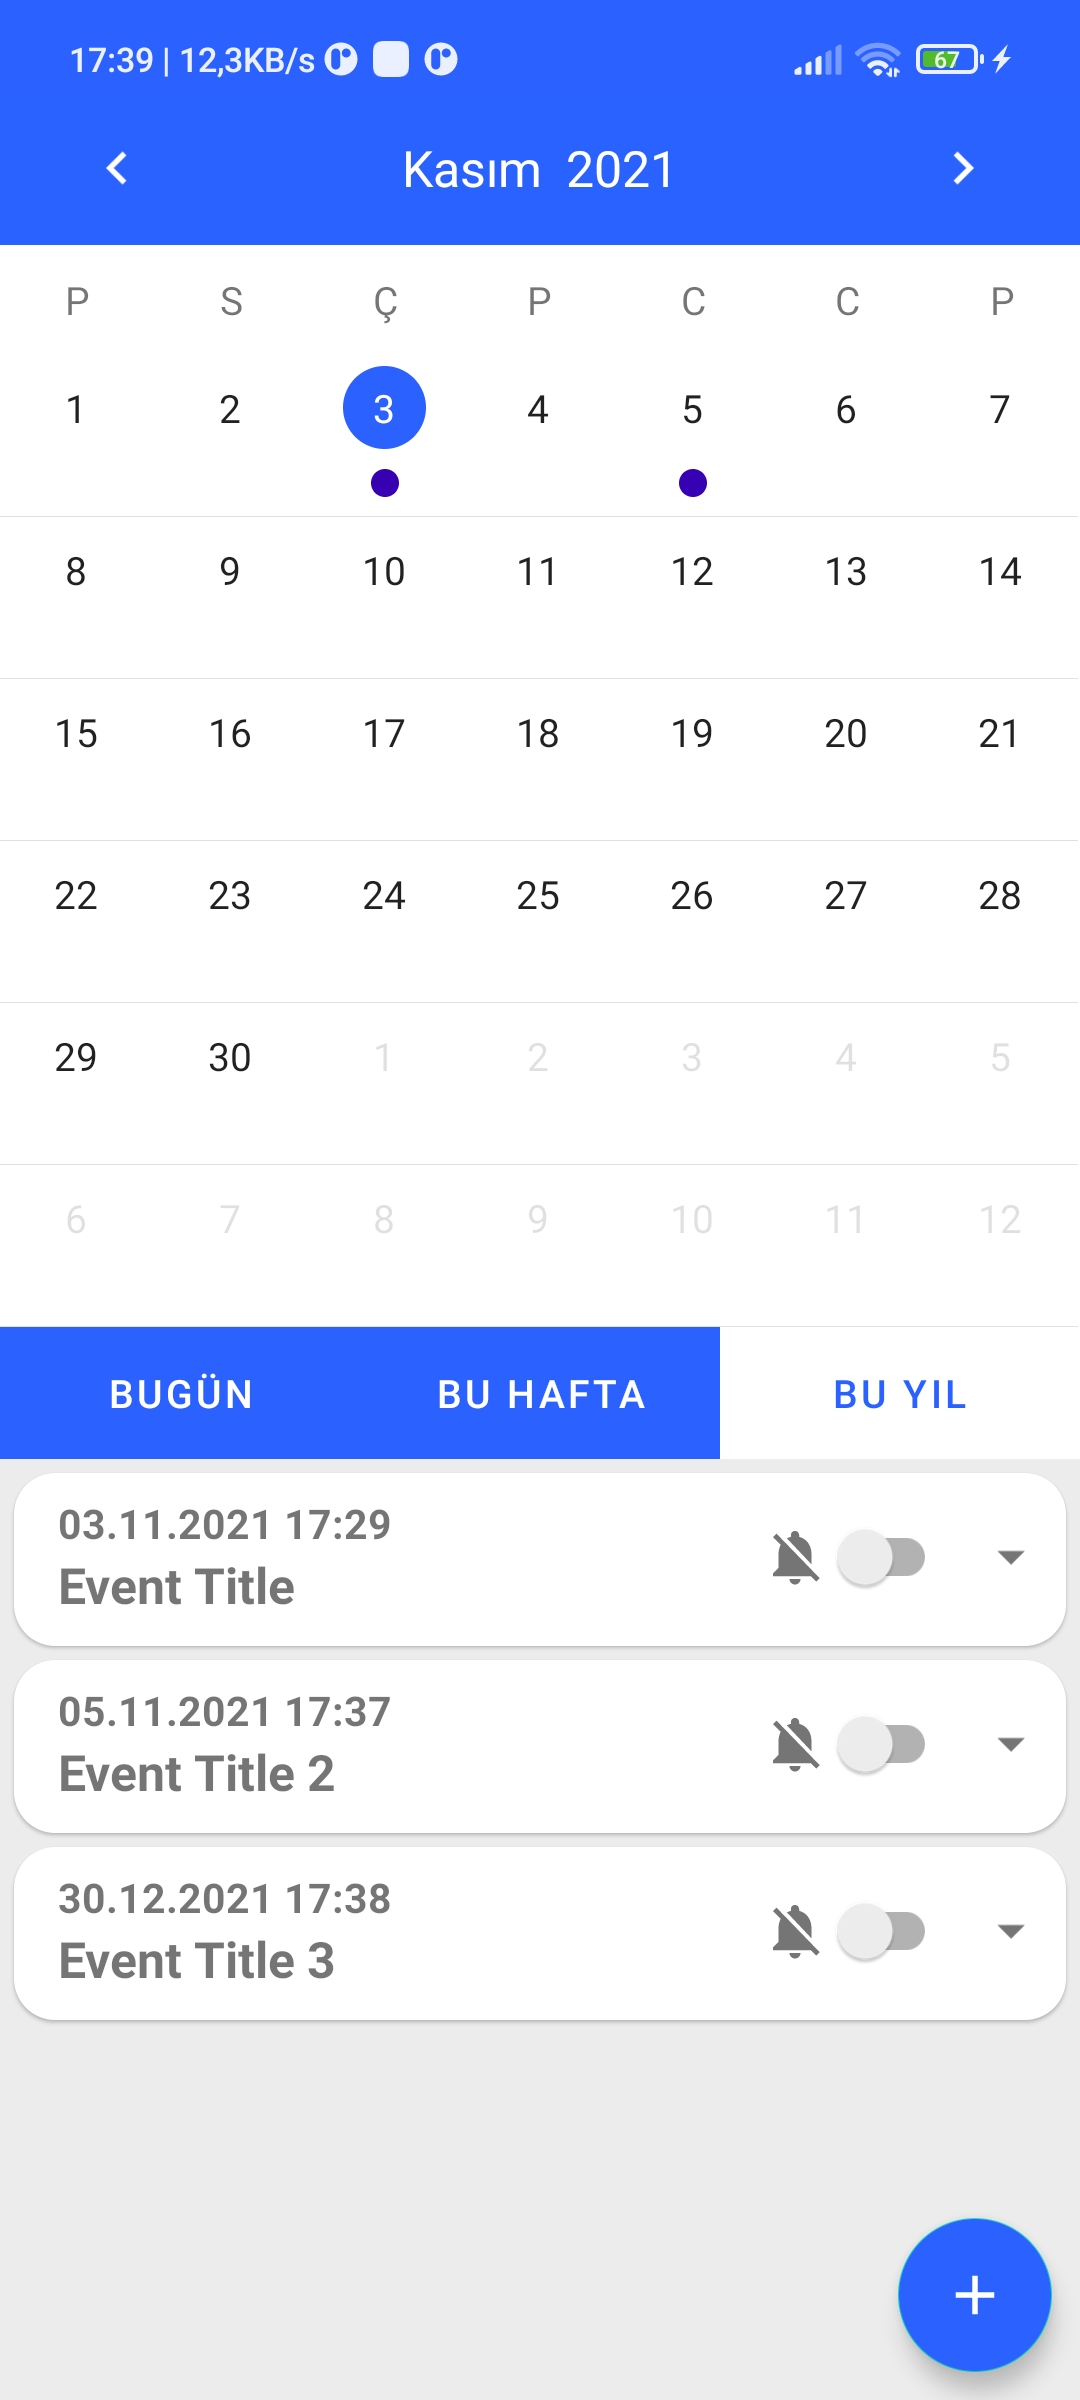 17:39 | 12,3KB/s 67
Kasım 2021
P S Ç P C C P
1 2 3 4 5 6 7
8 9 10 11 12 13 14
15 16 17 18 19 20 21
22 23 24 25 26 27 28
29 30 1 2 3 4 5
6 7 8 9 10 11 12
BUGÜN BU HAFTA BU YIL
03.11.2021 17:29
Event Title
05.11.2021 17:37
Event Title 2
30.12.2021 17:38
Event Title 3